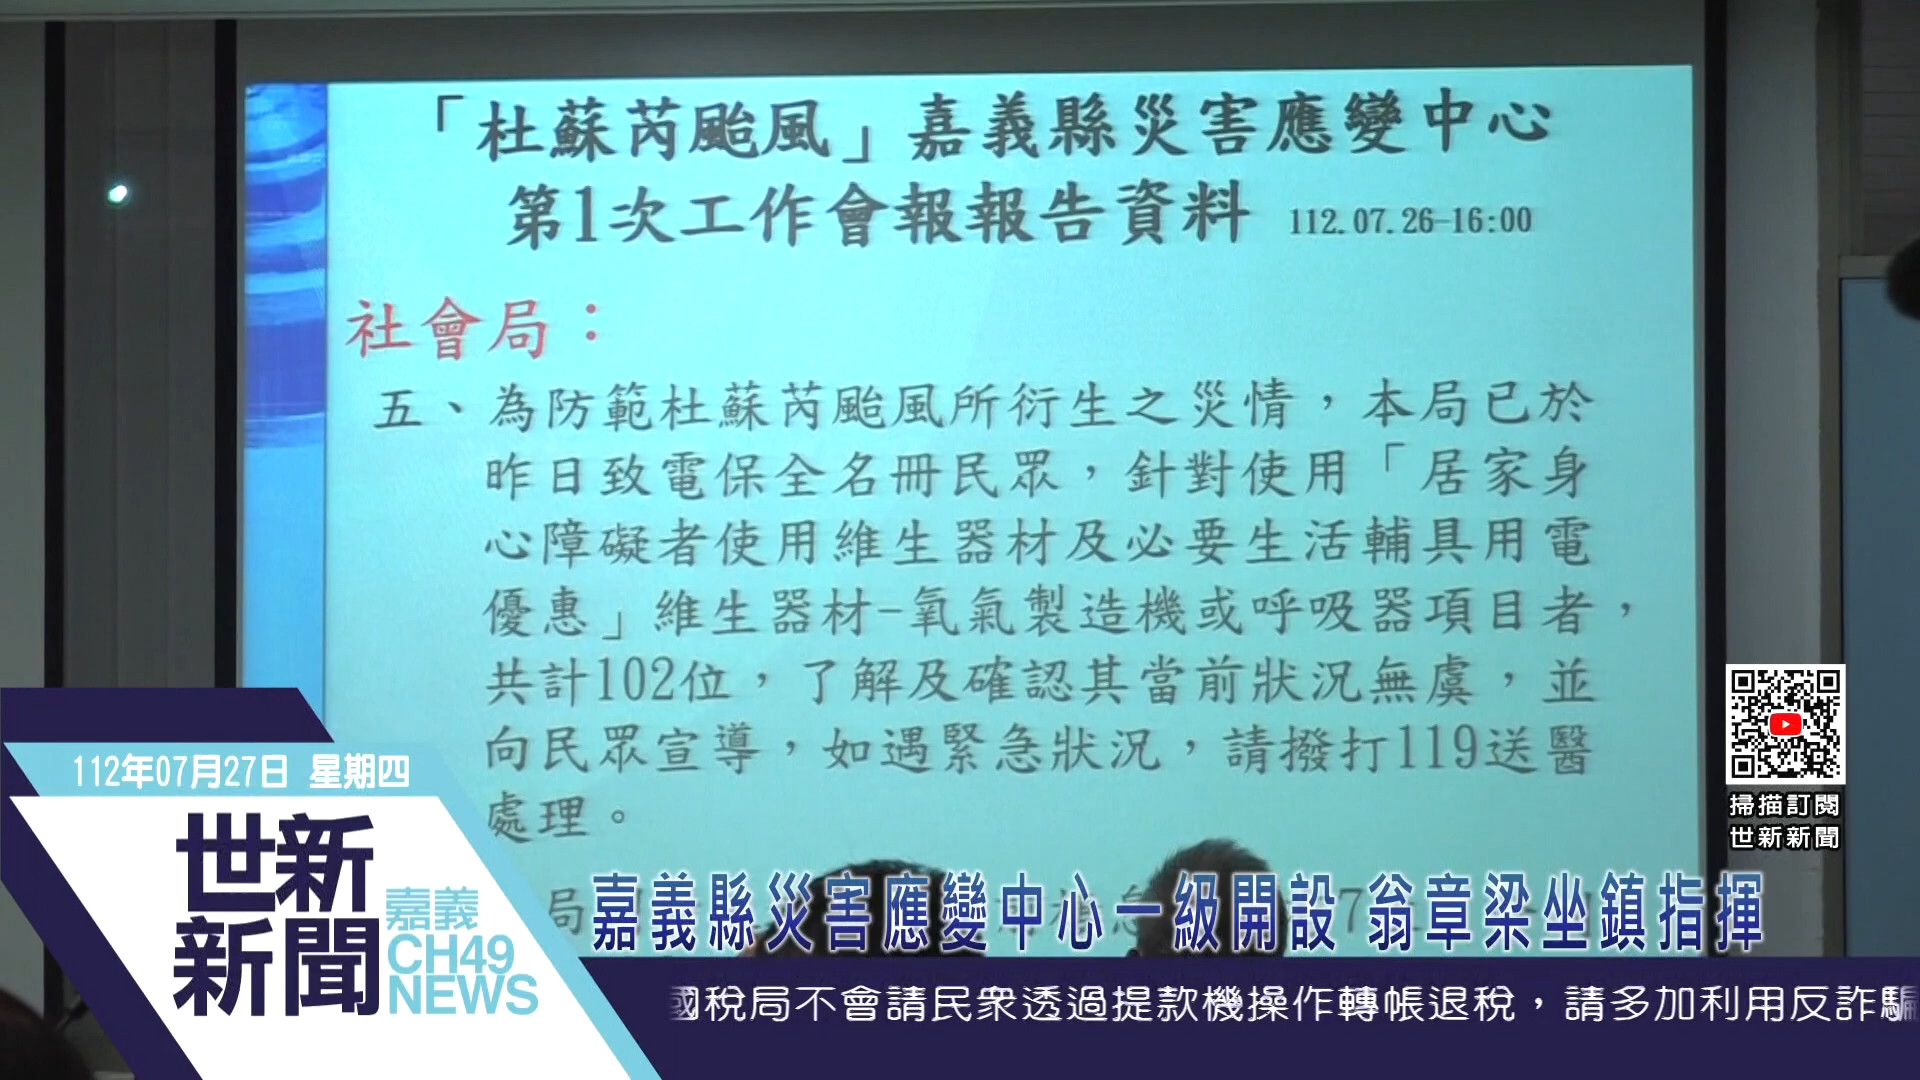 「杜蘇芮颱風」嘉義縣災害應變中心
第1次工作會報報告資料 112.07.26-16:00
社會局：
五、為防範杜蘇芮颱風所衍生之災情，本局已於
昨日致電保全名冊民眾，針對使用「居家身
心障礙者使用維生器材及必要生活輔具用電
優惠」維生器材-氧氣製造機或呼吸器項目者，
共計102位，了解及確認其當前狀況無虞，並
向民眾宣導，如遇緊急狀況，請撥打119送醫
處理。
掃描訂閱
世新新聞
112年07月27日 星期四
世新
新聞
嘉義
CH49
NEWS
嘉義縣災害應變中心一級開設 翁章梁坐鎮指揮
國稅局不會請民眾透過提款機操作轉帳退稅，請多加利用反詐騙